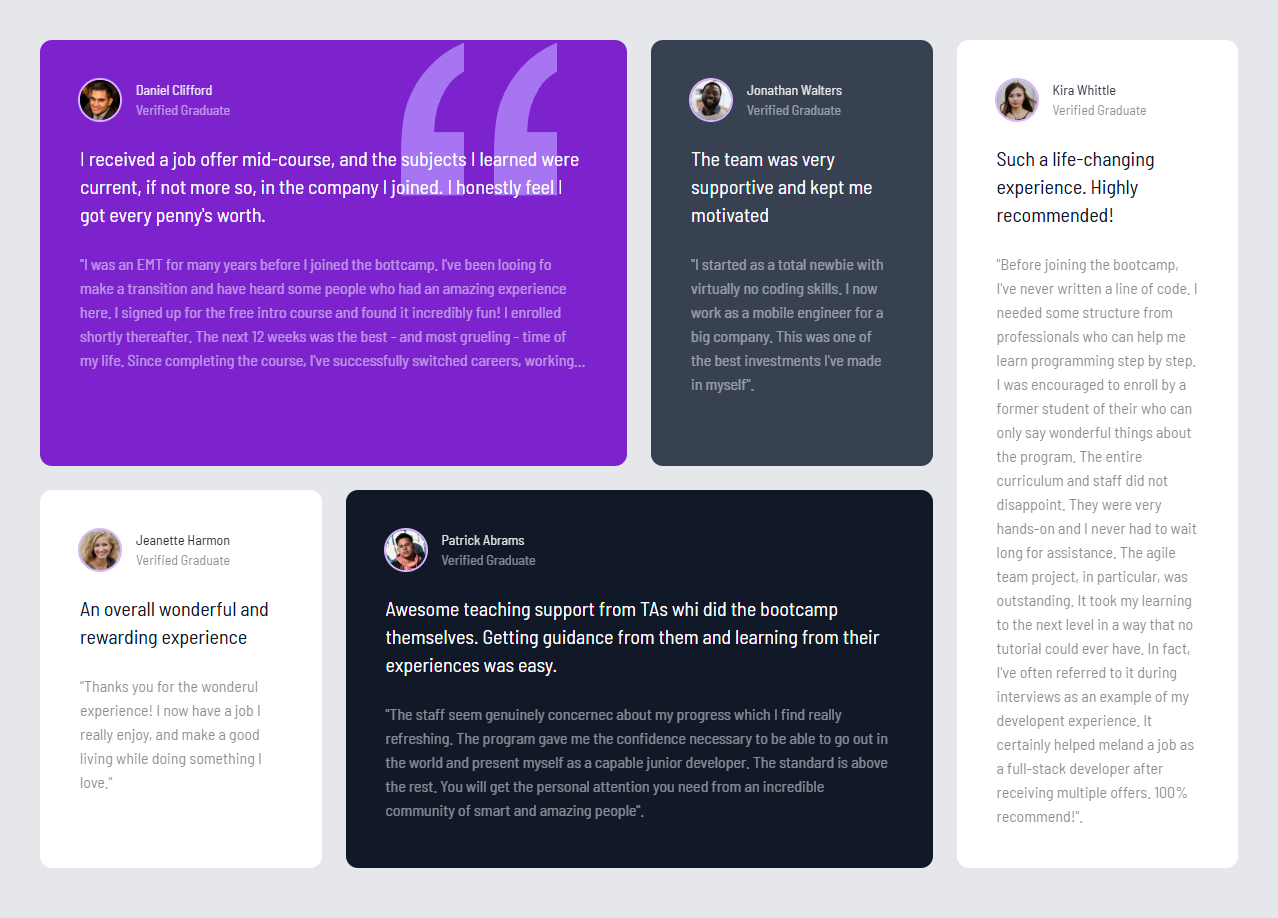 Daniel Clifford
Verified Graduate
I received a job offer mid-course, and the subjects I learned were
current, if not more so, in the company I joined. I honestly feel I
got every penny's worth.
"I was an EMT for many years before I joined the bottcamp. I've been looing fo
make a transition and have heard some people who had an amazing experience
here. I signed up for the free intro course and found it incredibly fun! I enrolled
shortly thereafter. The next 12 weeks was the best - and most grueling - time of
my life. Since completing the course, I've successfully switched careers, working...
Jonathan Walters
Verified Graduate
The team was very
supportive and kept me
motivated
"I started as a total newbie with
virtually no coding skills. I now
work as a mobile engineer for a
big company. This was one of
the best investments I've made
in myself".
Kira Whittle
Verified Graduate
Such a life-changing
experience. Highly
recommended!
"Before joining the bootcamp,
I've never written a line of code. I
needed some structure from
professionals who can help me
learn programming step by step.
I was encouraged to enroll by a
former student of their who can
only say wonderful things about
the program. The entire
curriculum and staff did not
disappoint. They were very
hands-on and I never had to wait
long for assistance. The agile
team project, in particular, was
outstanding. It took my learning
to the next level in a way that no
tutorial could ever have. In fact,
I've often referred to it during
interviews as an example of my
developent experience. It
certainly helped meland a job as
a full-stack developer after
receiving multiple offers. 100%
recommend!".
Jeanette Harmon
Verified Graduate
An overall wonderful and
rewarding experience
"Thanks you for the wonderul
experience! I now have a job I
really enjoy, and make a good
living while doing something I
love."
Patrick Abrams
Verified Graduate
Awesome teaching support from TAs whi did the bootcamp
themselves. Getting guidance from them and learning from their
experiences was easy.
"The staff seem genuinely concernec about my progress which I find really
refreshing. The program gave me the confidence necessary to be able to go out in
the world and present myself as a capable junior developer. The standard is above
the rest. You will get the personal attention you need from an incredible
community of smart and amazing people".